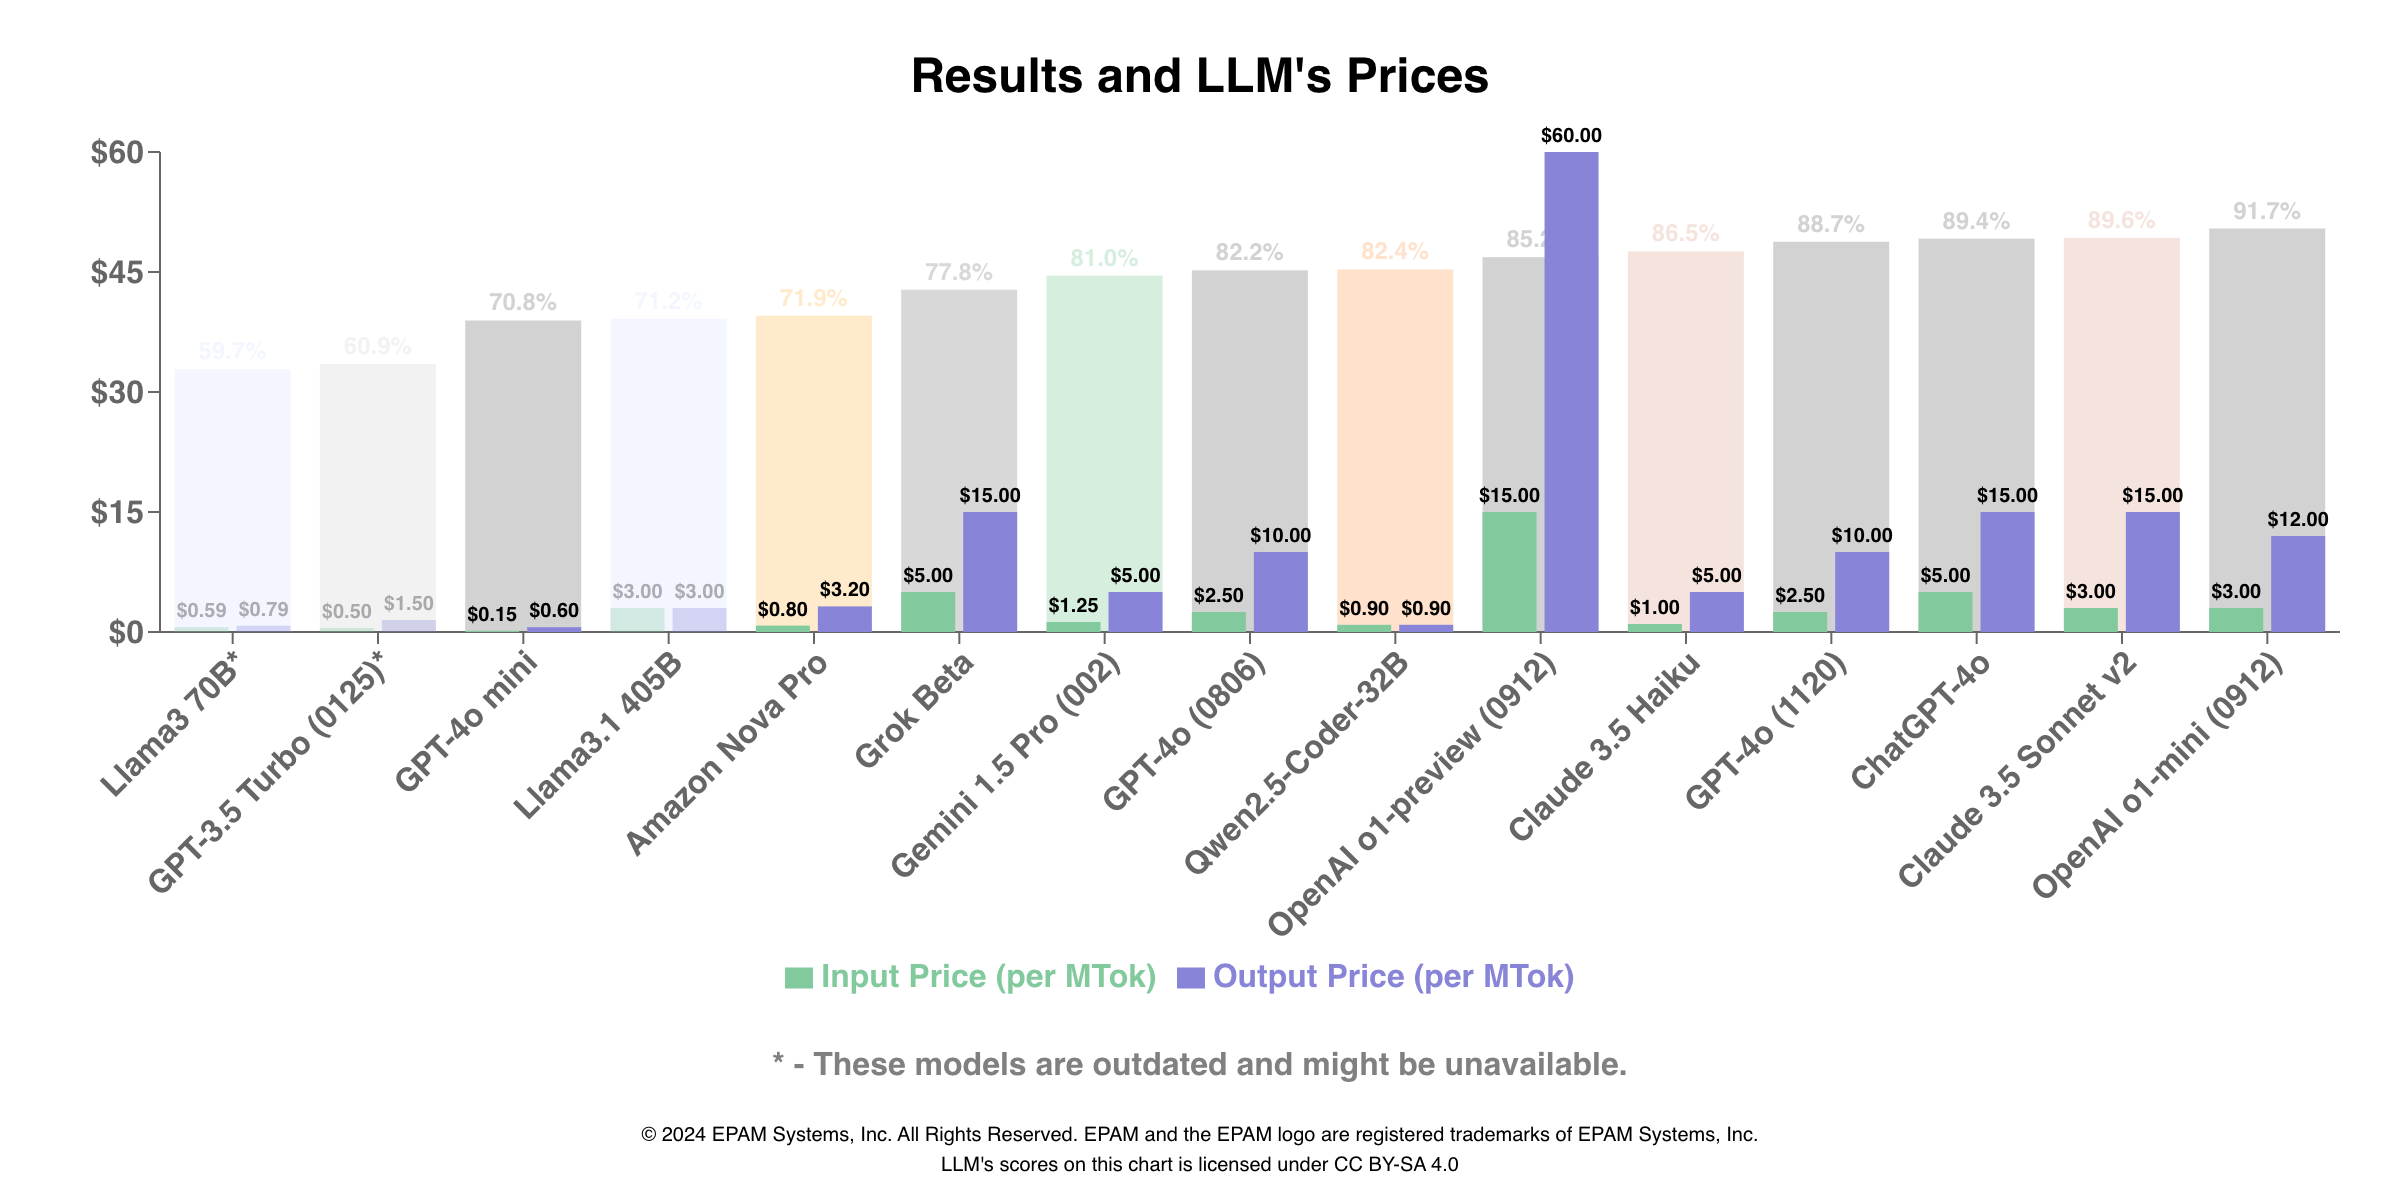 Results and LLM's Prices
$60
$45
$30
$15
$0
59.7%
60.9%
70.8%
71.2%
71.9%
77.8%
81.0%
82.2%
82.4%
86.5%
88.7%
89.4%
89.6%
91.7%
$0.59 $0.79
$0.50 $1.50
$0.15 $0.60
$3.00 $3.00
$0.80 $3.20
$5.00 $15.00
$1.25 $5.00
$2.50 $10.00
$0.90 $0.90
$15.00 $60.00
$1.00 $5.00
$2.50 $10.00
$5.00 $15.00
$3.00 $15.00
$3.00 $12.00
Llama3 70B*
GPT-3.5 Turbo (0125)*
GPT-4o mini
Llama3.1 405B
Amazon Nova Pro
Grok Beta
Gemini 1.5 Pro (002)
GPT-4o (0806)
Qwen2.5-Coder-32B
OpenAI o1-preview (0912)
Claude 3.5 Haiku
GPT-4o (1120)
ChatGPT-4o
Claude 3.5 Sonnet v2
OpenAI o1-mini (0912)
Input Price (per MTok) Output Price (per MTok)
* - These models are outdated and might be unavailable.
© 2024 EPAM Systems, Inc. All Rights Reserved. EPAM and the EPAM logo are registered trademarks of EPAM Systems, Inc.
LLM's scores on this chart is licensed under CC BY-SA 4.0